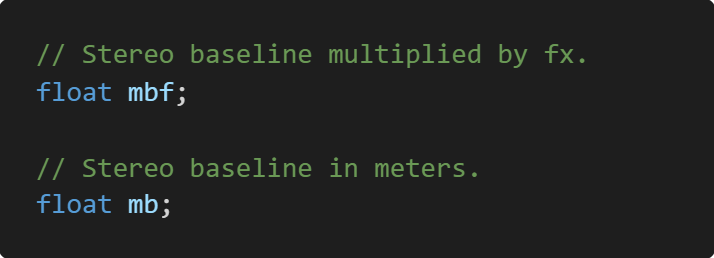 // Stereo baseline multiplied by fx.
float mbf;
// Stereo baseline in meters.
float mb;